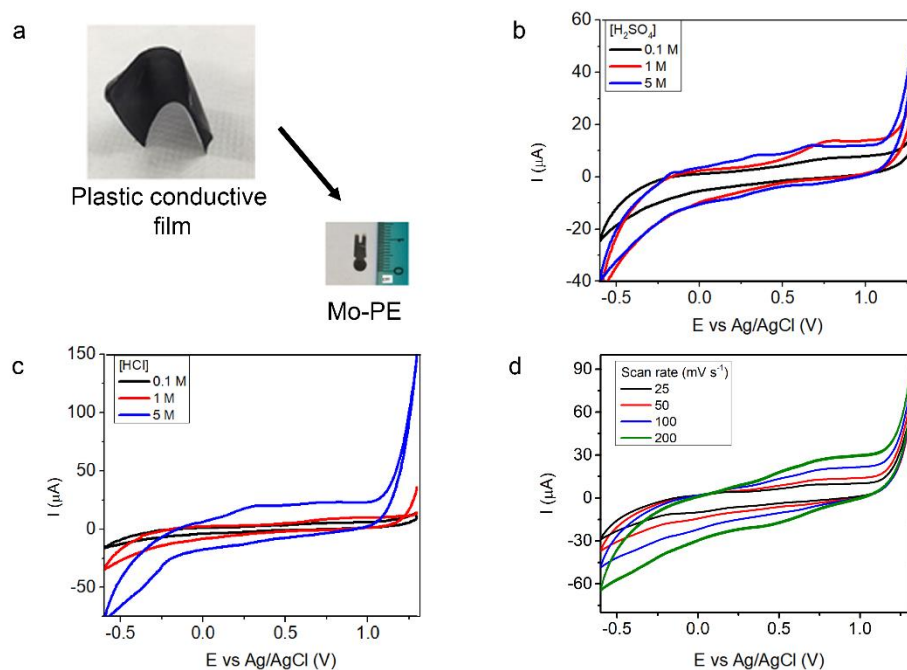 a
Plastic conductive
film
Mo-PE
1
0
b
[H₂SO₄]
0.1 M
1 M
5 M
I (μA)
60
40
20
0
-20
-40
-0.5 0.0 0.5 1.0
E vs Ag/AgCl (V)
c
[HCl]
0.1 M
1 M
5 M
I (μA)
150
100
50
0
-50
-0.5 0.0 0.5 1.0
E vs Ag/AgCl (V)
d
Scan rate (mV s⁻¹)
25
50
100
200
I (μA)
90
60
30
0
-30
-60
-0.5 0.0 0.5 1.0
E vs Ag/AgCl (V)